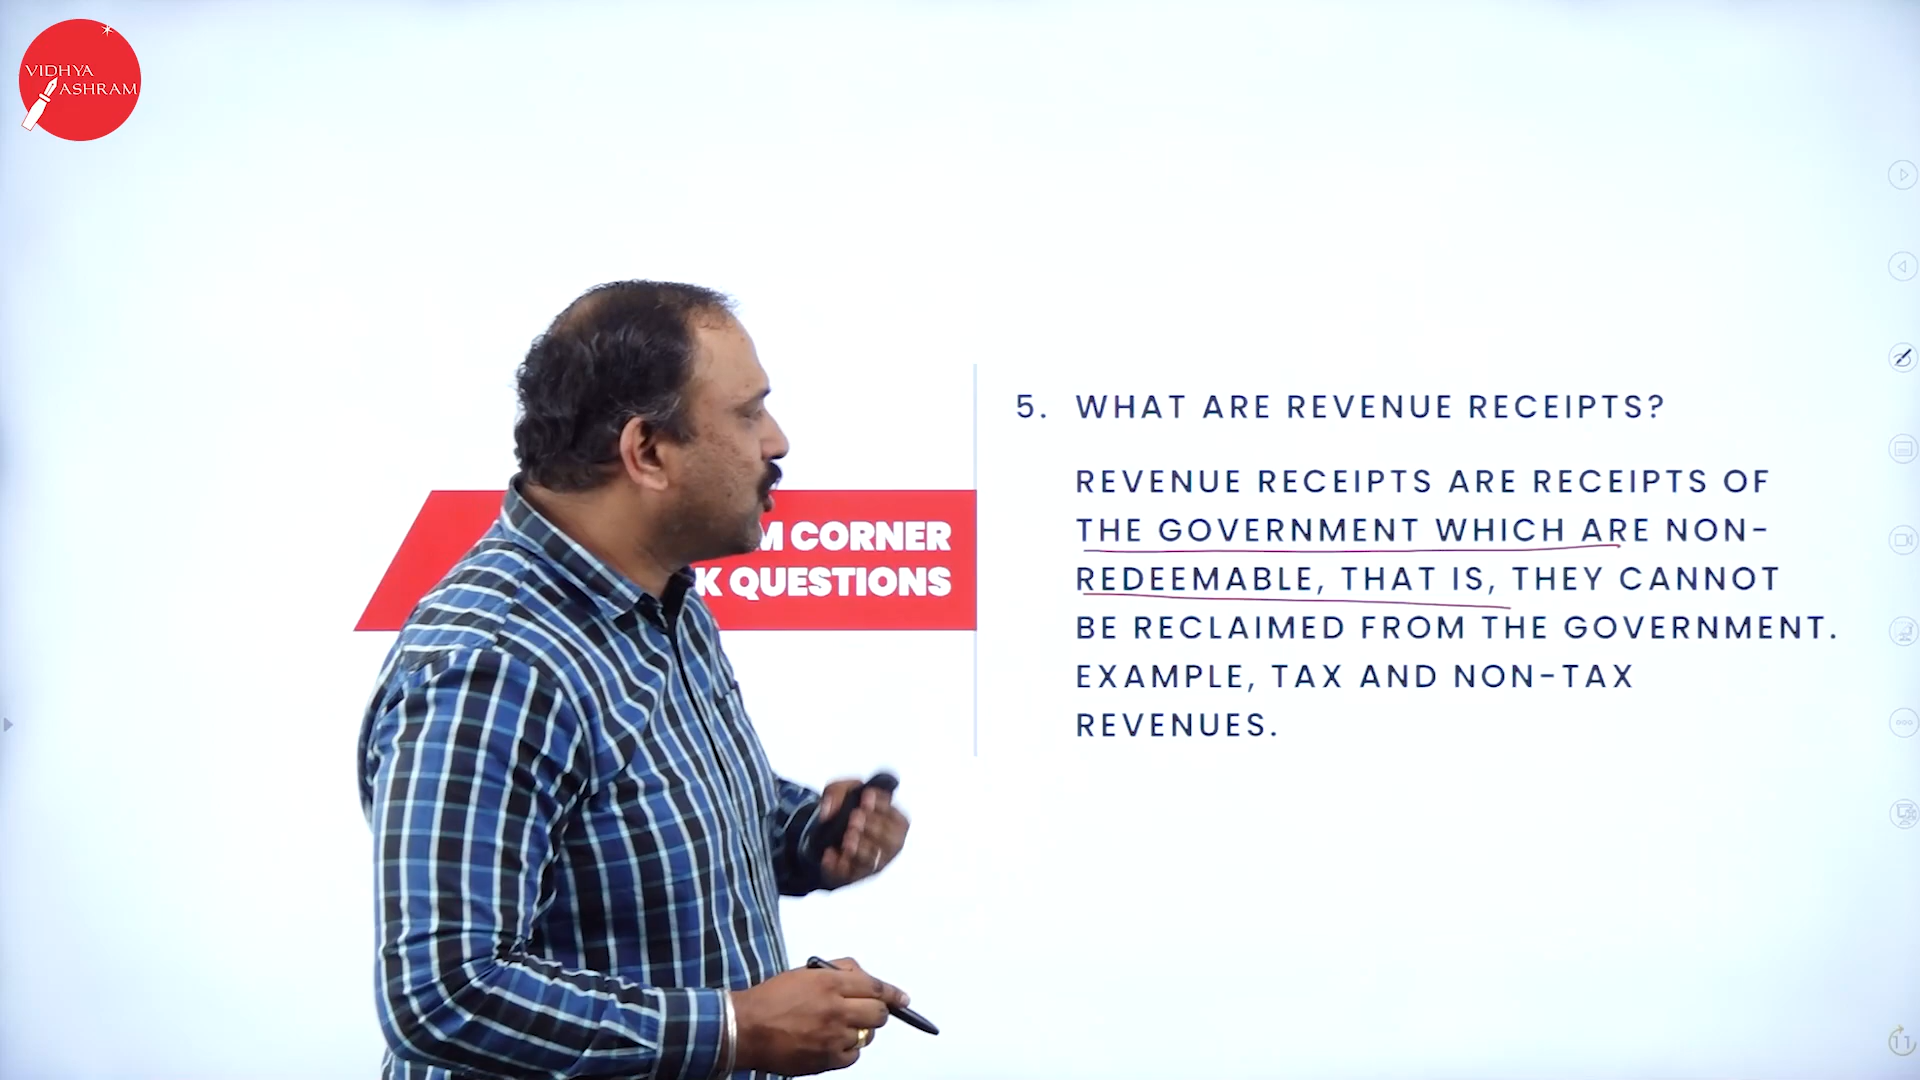 VIDHYA
ASHRAM
5. WHAT ARE REVENUE RECEIPTS?
REVENUE RECEIPTS ARE RECEIPTS OF
THE GOVERNMENT WHICH ARE NON-
REDEEMABLE, THAT IS, THEY CANNOT
BE RECLAIMED FROM THE GOVERNMENT.
EXAMPLE, TAX AND NON-TAX
REVENUES.
CORNER
QUESTIONS
11